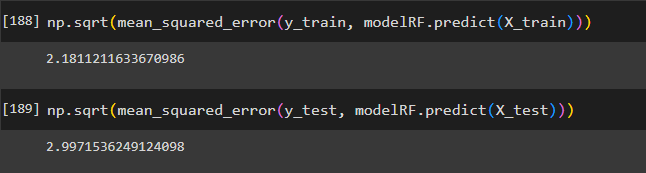 [188] np.sqrt(mean_squared_error(y_train, modelRF.predict(X_train)))
2.1811211633670986
[189] np.sqrt(mean_squared_error(y_test, modelRF.predict(X_test)))
2.9971536249124098